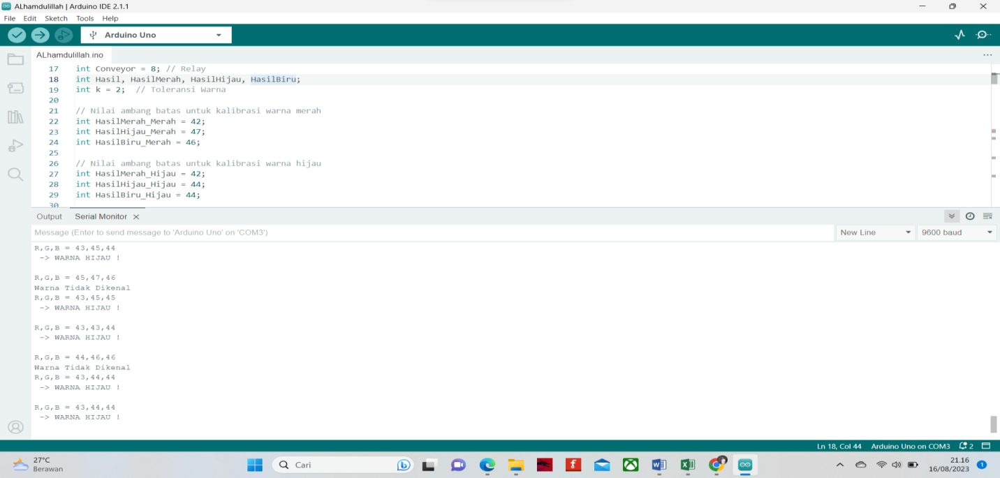 ALhamdulillah | Arduino IDE 2.1.1
File Edit Sketch Tools Help
Arduino Uno
ALhamdulillah.ino
17 int Conveyor = 8; // Relay
18 int Hasil, HasilMerah, HasilHijau, HasilBiru;
19 int k = 2; // Toleransi Warna
20
21 // Nilai ambang batas untuk kalibrasi warna merah
22 int HasilMerah_Merah = 42;
23 int HasilHijau_Merah = 47;
24 int HasilBiru_Merah = 46;
25
26 // Nilai ambang batas untuk kalibrasi warna hijau
27 int HasilMerah_Hijau = 42;
28 int HasilHijau_Hijau = 44;
29 int HasilBiru_Hijau = 44;
30
Output Serial Monitor
Message (Enter to send message to 'Arduino Uno' on 'COM3')
New Line 9600 baud
R,G,B = 43,45,44
-> WARNA HIJAU !
R,G,B = 45,47,46
Warna Tidak Dikenal
R,G,B = 43,45,45
-> WARNA HIJAU !
R,G,B = 43,43,44
-> WARNA HIJAU !
R,G,B = 44,46,46
Warna Tidak Dikenal
R,G,B = 43,44,44
-> WARNA HIJAU !
R,G,B = 43,44,44
-> WARNA HIJAU !
Ln 18, Col 44 Arduino Uno on COM3 2
27°C
Berawan
Cari
21.16
16/08/2023
1